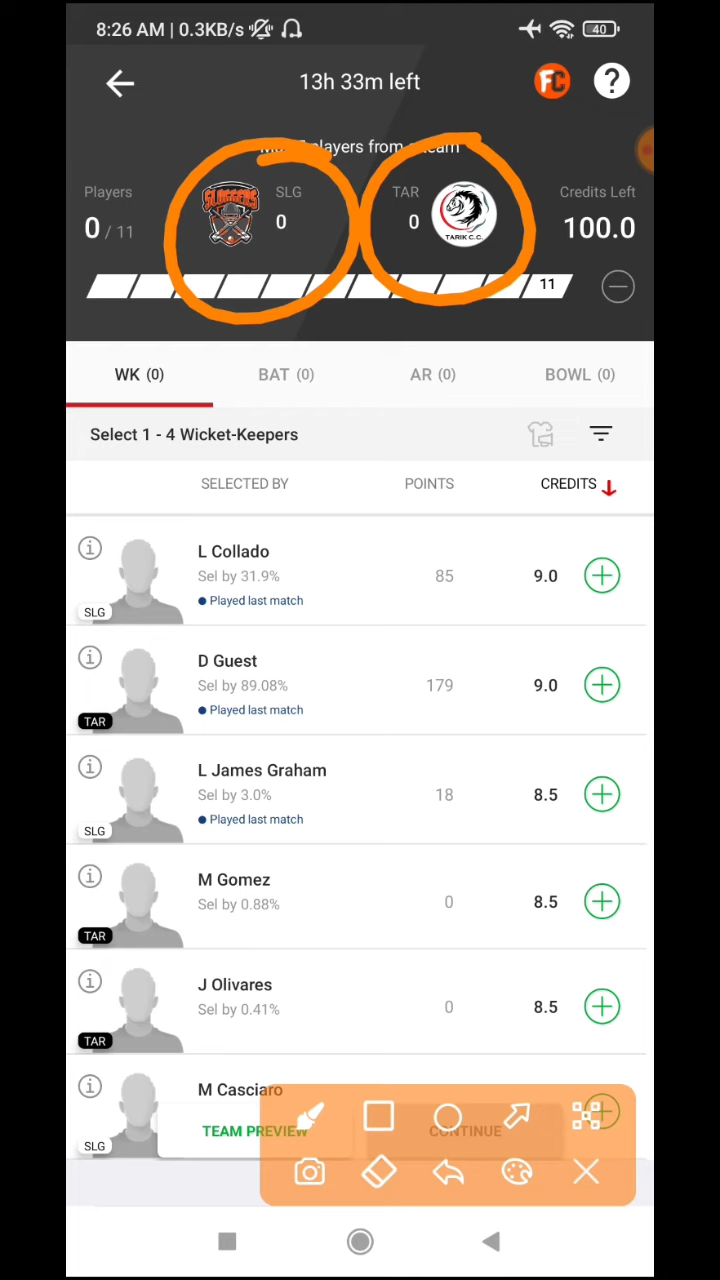 8:26 AM | 0.3KB/s
40
13h 33m left
FC
?
players from
Players
SLG
TAR
Credits Left
0 / 11
SLOGGERS
0
0
TARIK C.C.
100.0
11
WK (0)
BAT (0)
AR (0)
BOWL (0)
Select 1 - 4 Wicket-Keepers
SELECTED BY
POINTS
CREDITS
L Collado
Sel by 31.9%
85
9.0
Played last match
SLG
D Guest
Sel by 89.08%
179
9.0
Played last match
TAR
L James Graham
Sel by 3.0%
18
8.5
Played last match
SLG
M Gomez
Sel by 0.88%
0
8.5
TAR
J Olivares
Sel by 0.41%
0
8.5
TAR
M Casciaro
TEAM PREVIEW
CONTINUE
SLG